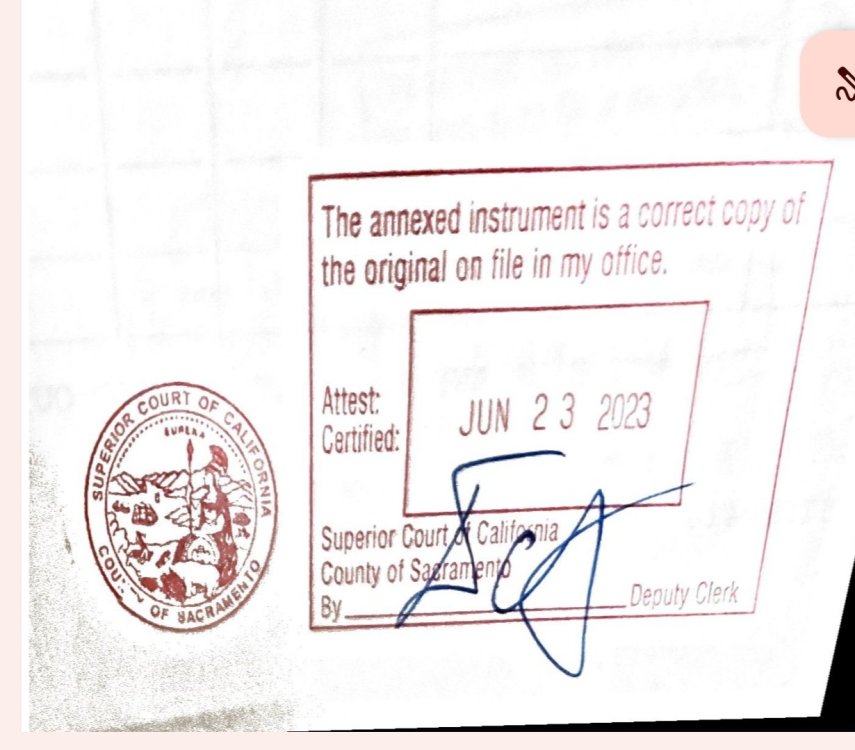 The annexed instrument is a correct copy of
the original on file in my office.
Attest:
Certified:
JUN 23 2023
Superior Court of California
County of Sacramento
By Deputy Clerk
SUPERIOR COURT OF CALIFORNIA
EUREKA
COUNTY OF SACRAMENTO